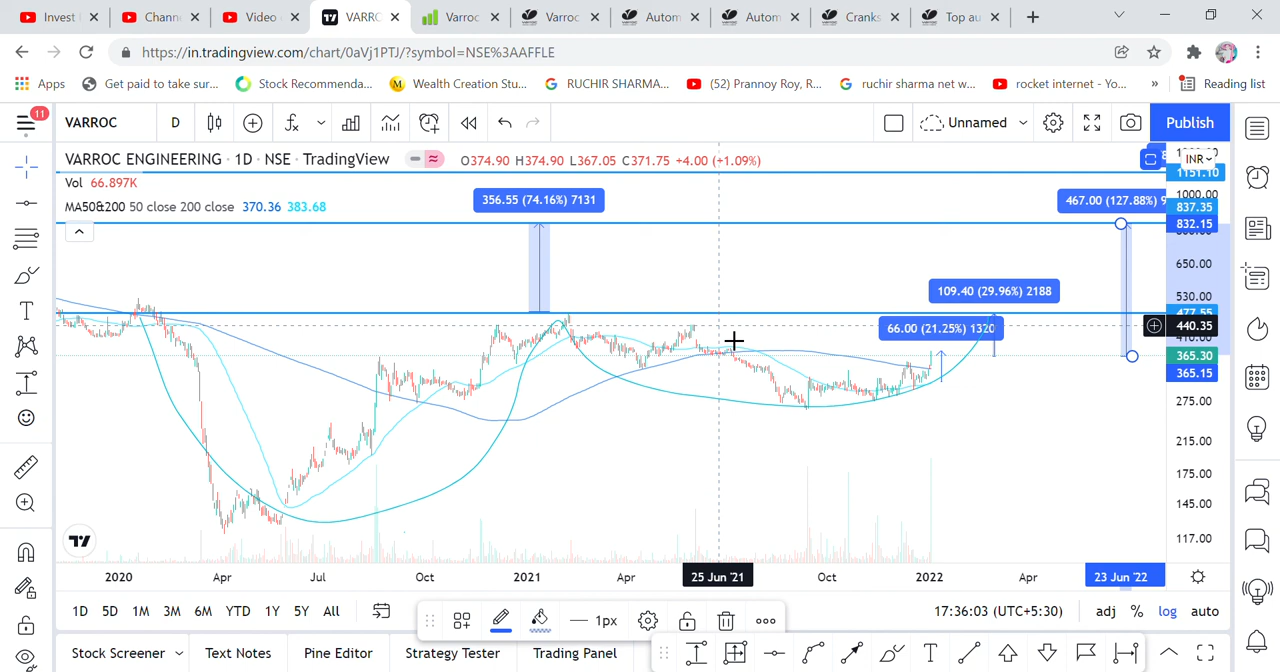 Invest
Chann
Video
VARRC
Varroc
Varroc
Autom
Autom
Cranks
Top au
https://in.tradingview.com/chart/0aVj1PTJ/?symbol=NSE%3AAFFLE
Apps
Get paid to take sur...
Stock Recommenda...
Wealth Creation Stu...
RUCHIR SHARMA...
(52) Prannoy Roy, R...
ruchir sharma net w...
rocket internet - Yo...
»
Reading list
11
VARROC
D
Unnamed
Publish
VARROC ENGINEERING · 1D · NSE · TradingView
O374.90 H374.90 L367.05 C371.75 +4.00 (+1.09%)
INR
Vol 66.897K
1151.10
MA50&200 50 close 200 close 370.36 383.68
356.55 (74.16%) 7131
467.00 (127.88%) 9
1000.00
837.35
832.15
650.00
109.40 (29.96%) 2188
530.00
477.55
66.00 (21.25%) 1320
440.35
365.30
365.15
275.00
215.00
175.00
145.00
117.00
2020
Apr
Jul
Oct
2021
Apr
25 Jun '21
Oct
2022
Apr
23 Jun '22
1D
5D
1M
3M
6M
YTD
1Y
5Y
All
1px
17:36:03 (UTC+5:30)
adj
%
log
auto
Stock Screener
Text Notes
Pine Editor
Strategy Tester
Trading Panel